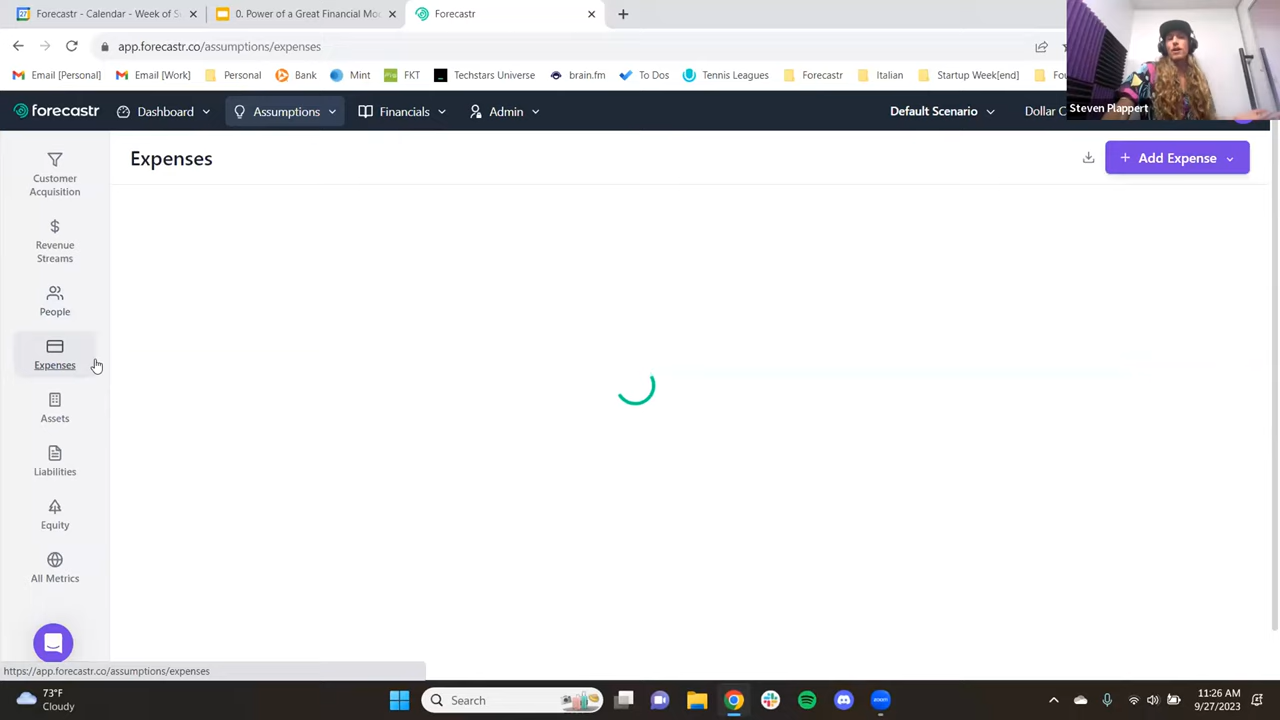 27
Forecastr - Calendar - Week of S
0. Power of a Great Financial Mod
Forecastr
app.forecastr.co/assumptions/expenses
Email [Personal]
Email [Work]
Personal
Bank
Mint
FKT
Techstars Universe
brain.fm
To Dos
Tennis Leagues
Forecastr
Italian
Startup Week[end]
Steven Plappert
forecastr
Dashboard
Assumptions
Financials
Admin
Default Scenario
Customer
Acquisition
Revenue
Streams
People
Expenses
Assets
Liabilities
Equity
All Metrics
Expenses
+ Add Expense
https://app.forecastr.co/assumptions/expenses
73°F
Cloudy
Search
zoom
11:26 AM
9/27/2023